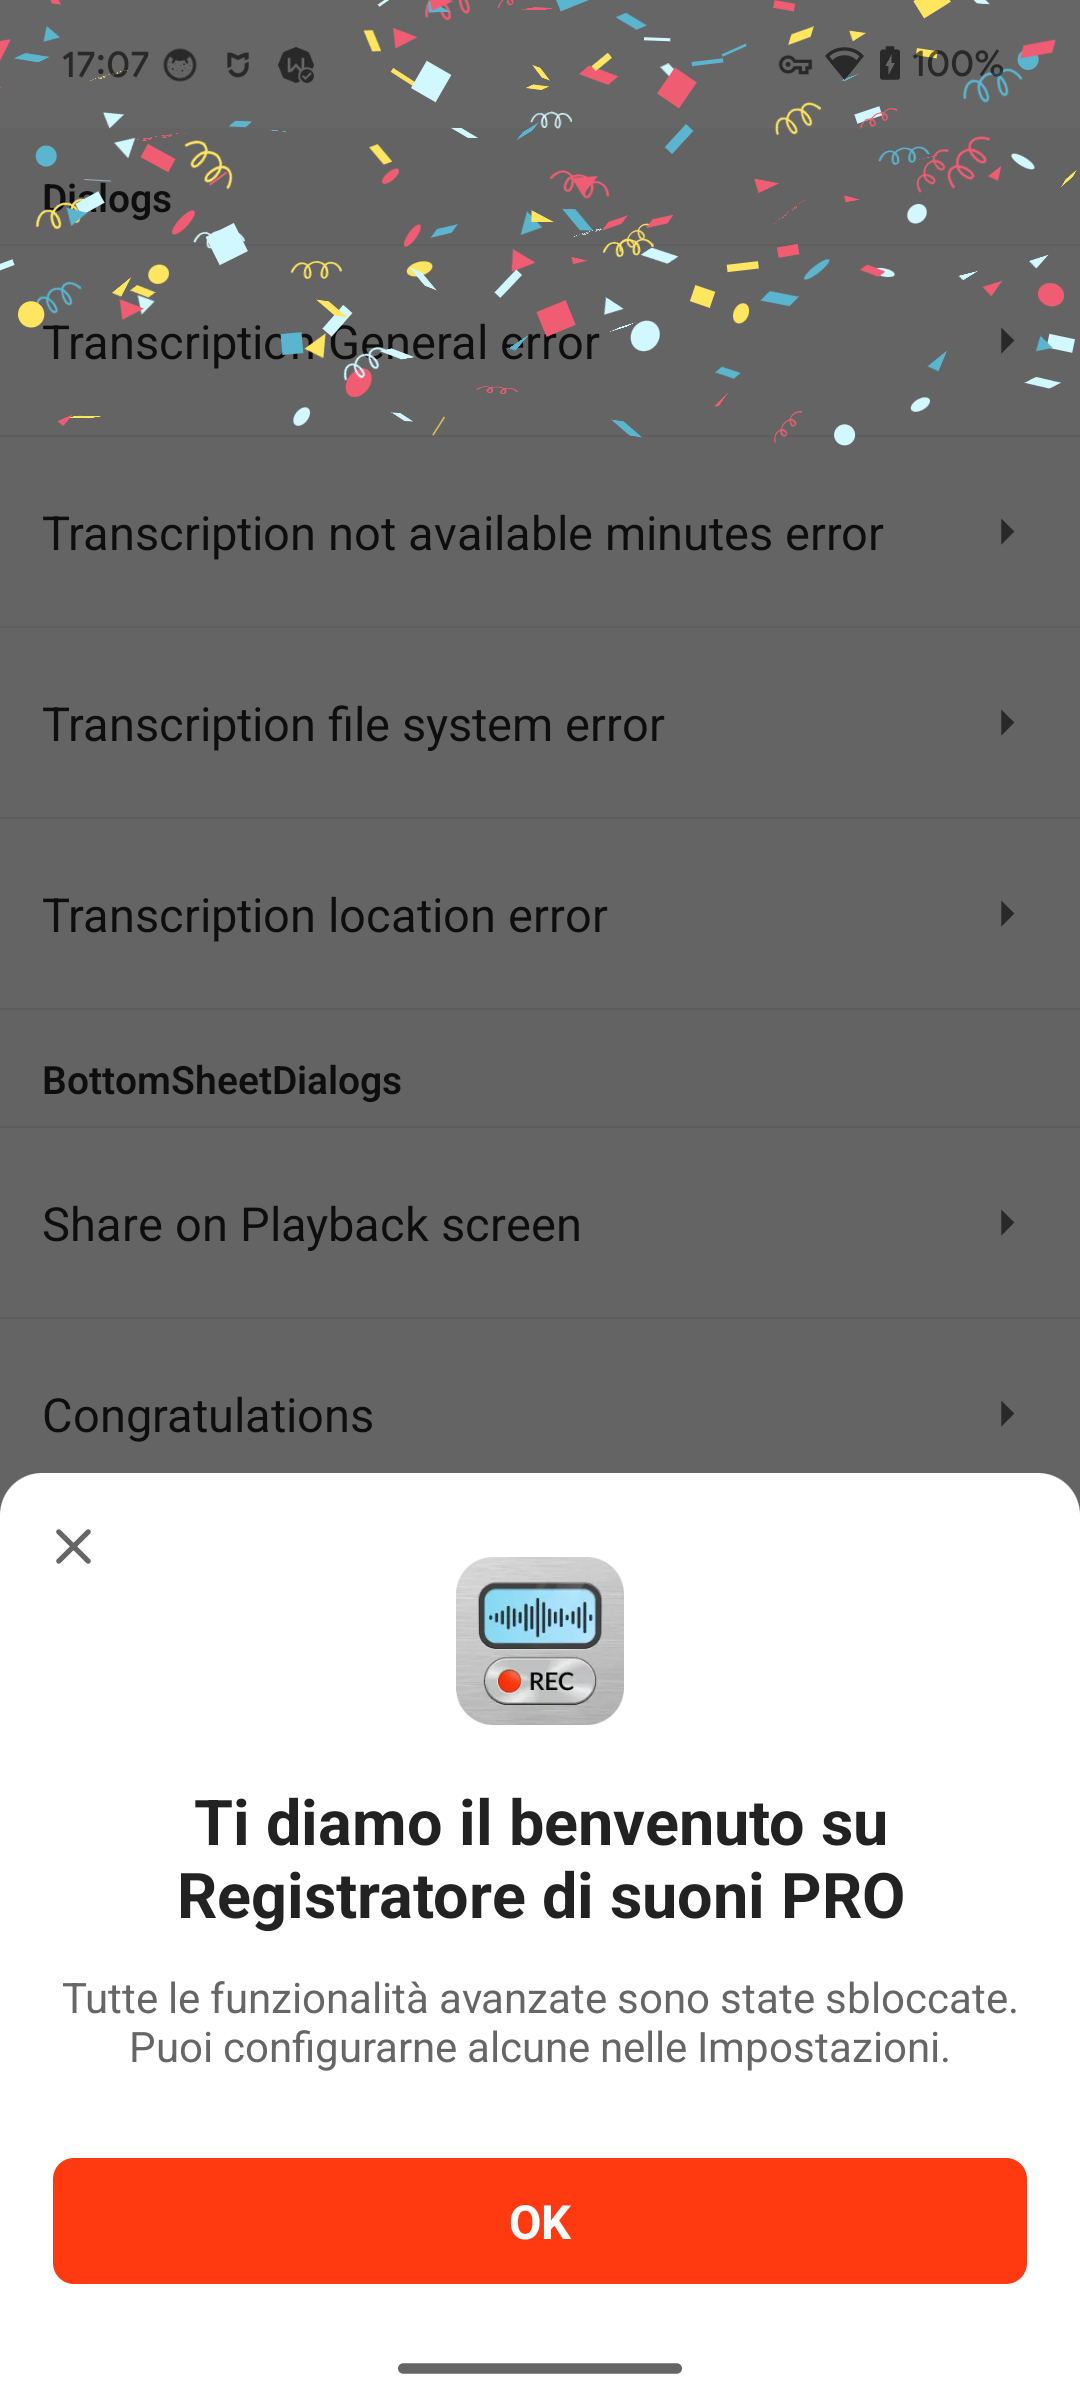 17:07
100%
Dialogs
Transcription General error
Transcription not available minutes error
Transcription file system error
Transcription location error
BottomSheetDialogs
Share on Playback screen
Congratulations
REC
Ti diamo il benvenuto su
Registratore di suoni PRO
Tutte le funzionalità avanzate sono state sbloccate.
Puoi configurarne alcune nelle Impostazioni.
OK